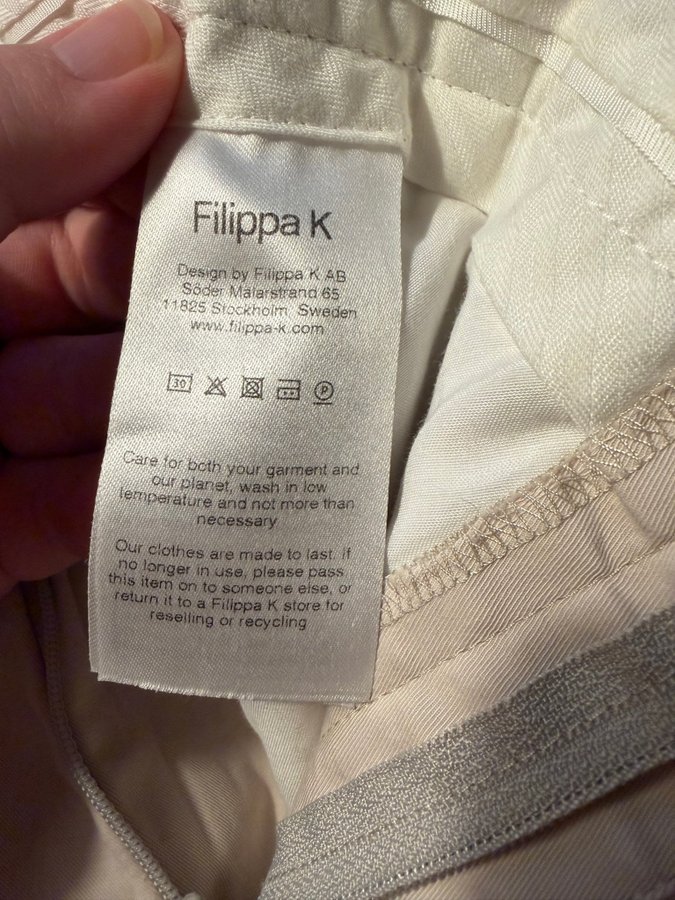 Filippa K
Design by Filippa K AB
Söder Mälarstrand 65
11825 Stockholm, Sweden
www.filippa-k.com
30
P
Care for both your garment and
our planet, wash in low
temperature and not more than
necessary
Our clothes are made to last, if
no longer in use, please pass
this item on to someone else, or
return it to a Filippa K store for
reselling or recycling